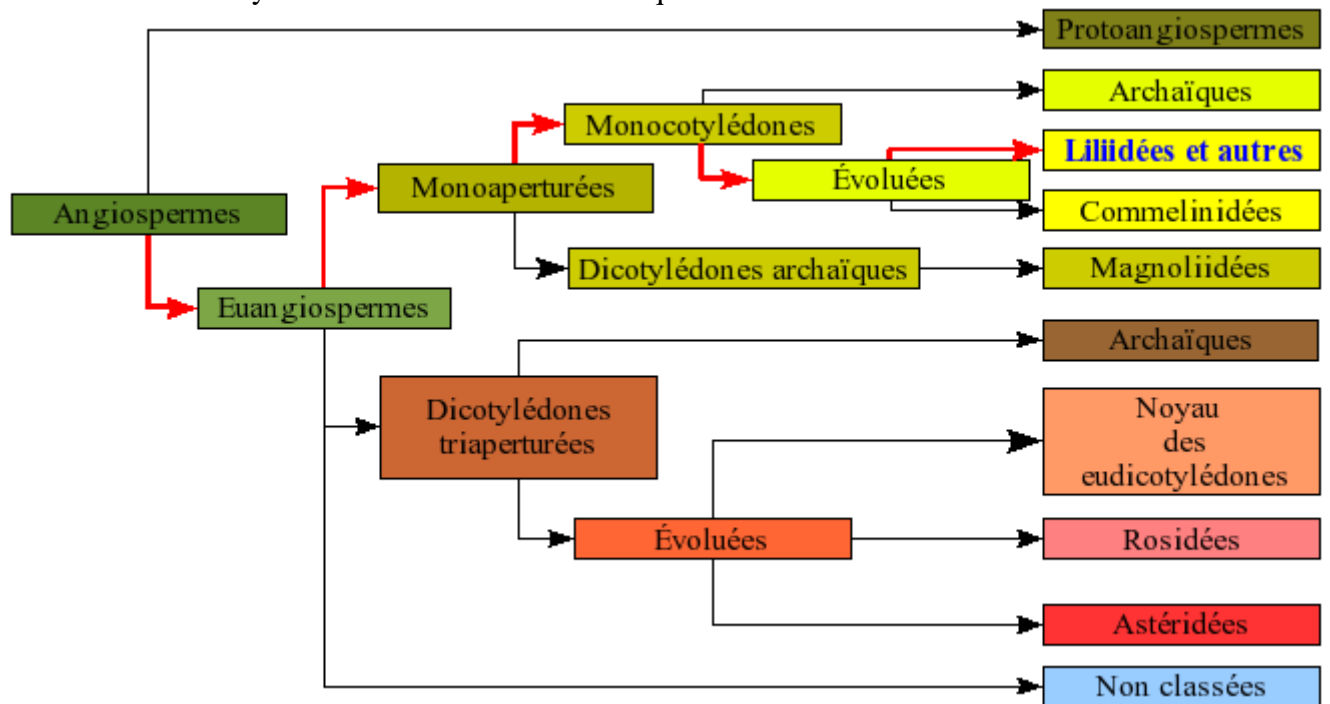 Protoangiospermes
Archaïques
Monocotylédones
Liliidées et autres
Évoluées
Monoaperturées
Commelinidées
Angiospermes
Dicotylédones archaïques
Magnoliidées
Euangiospermes
Archaïques
Dicotylédones
triaperturées
Noyau
des
eudicotylédones
Évoluées
Rosidées
Astéridées
Non classées